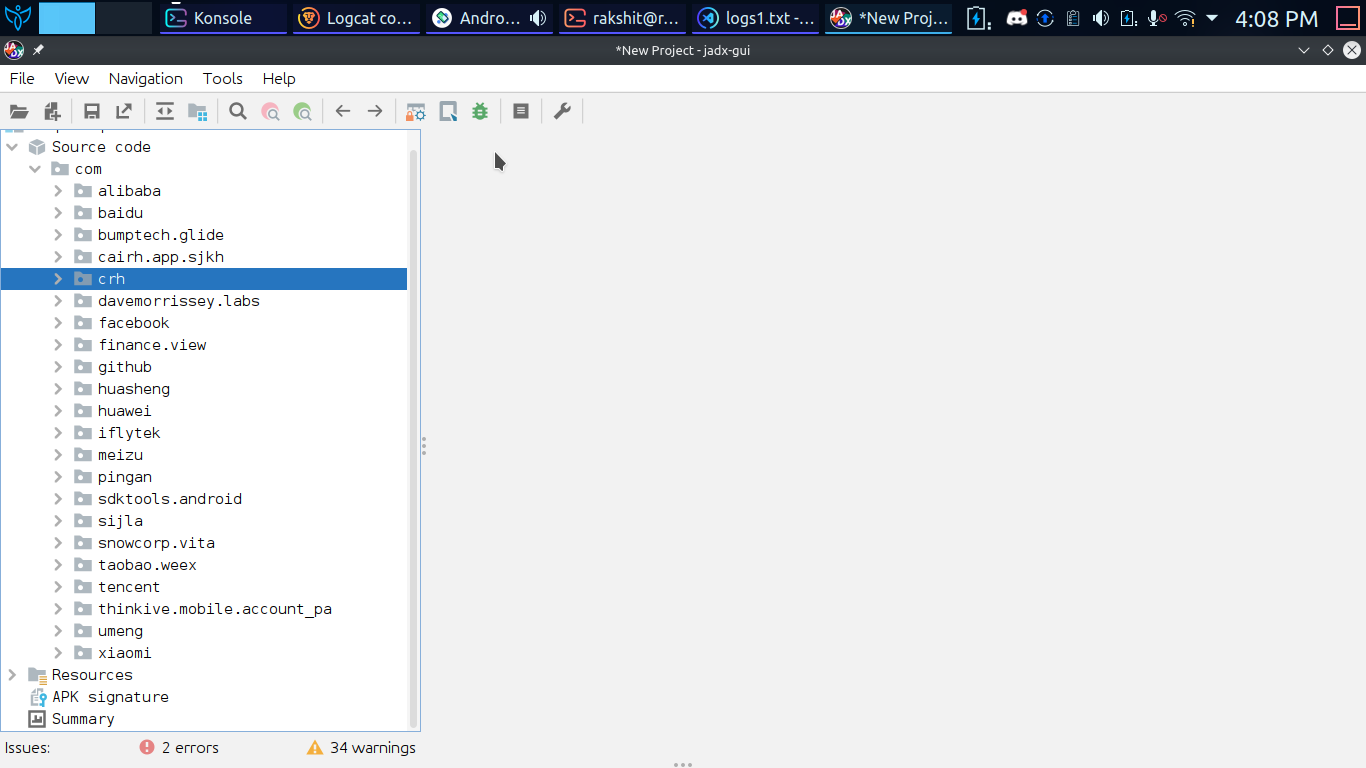 Konsole
Logcat co...
Andro...
rakshit@r...
logs1.txt -...
*New Proj...
4:08 PM
*New Project - jadx-gui
File View Navigation Tools Help
Source code
com
alibaba
baidu
bumptech.glide
cairh.app.sjkh
crh
davemorrissey.labs
facebook
finance.view
github
huasheng
huawei
iflytek
meizu
pingan
sdktools.android
sijla
snowcorp.vita
taobao.weex
tencent
thinkive.mobile.account_pa
umeng
xiaomi
Resources
APK signature
Summary
Issues: 2 errors 34 warnings